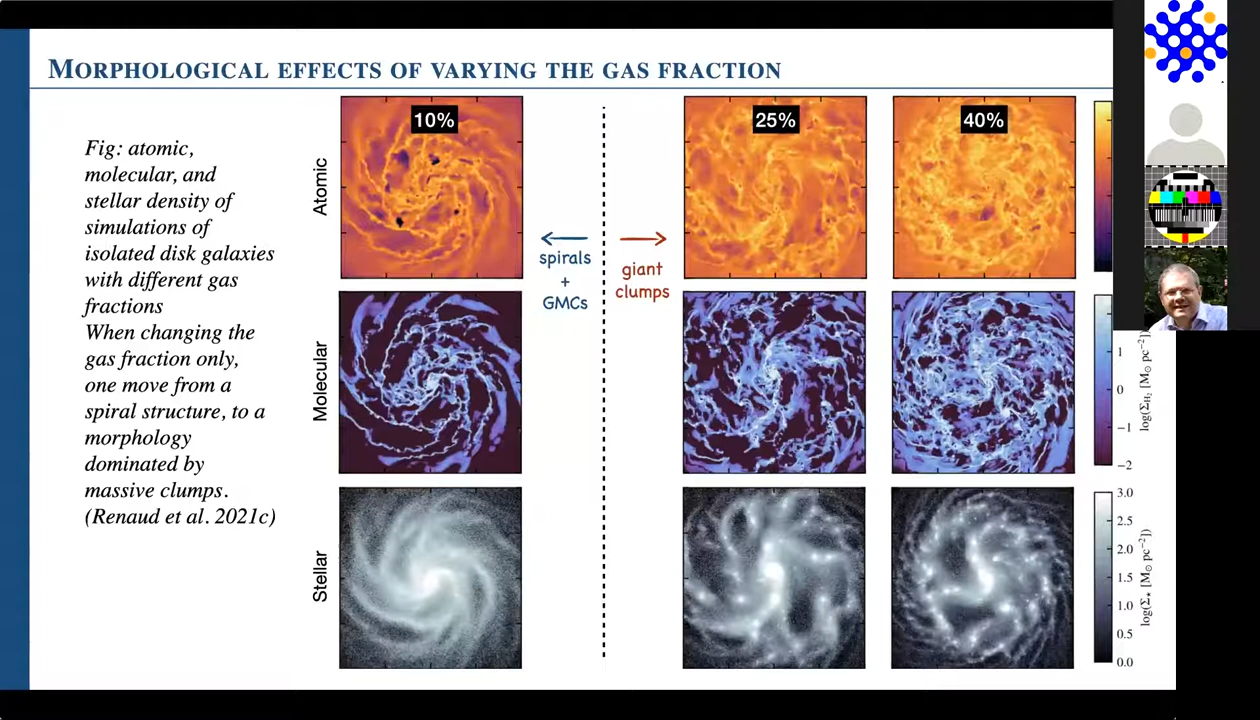 MORPHOLOGICAL EFFECTS OF VARYING THE GAS FRACTION
Fig: atomic,
molecular, and
stellar density of
simulations of
isolated disk galaxies
with different gas
fractions
When changing the
gas fraction only,
one move from a
spiral structure, to a
morphology
dominated by
massive clumps.
(Renaud et al. 2021c)
10%
25%
40%
Atomic
spirals
+
GMCs
giant
clumps
Molecular
1
0
−1
−2
log(Σ_H₂ [M⊙ pc⁻²])
Stellar
3.0
2.5
2.0
1.5
1.0
0.5
0.0
log(Σ⋆ [M⊙ pc⁻²])